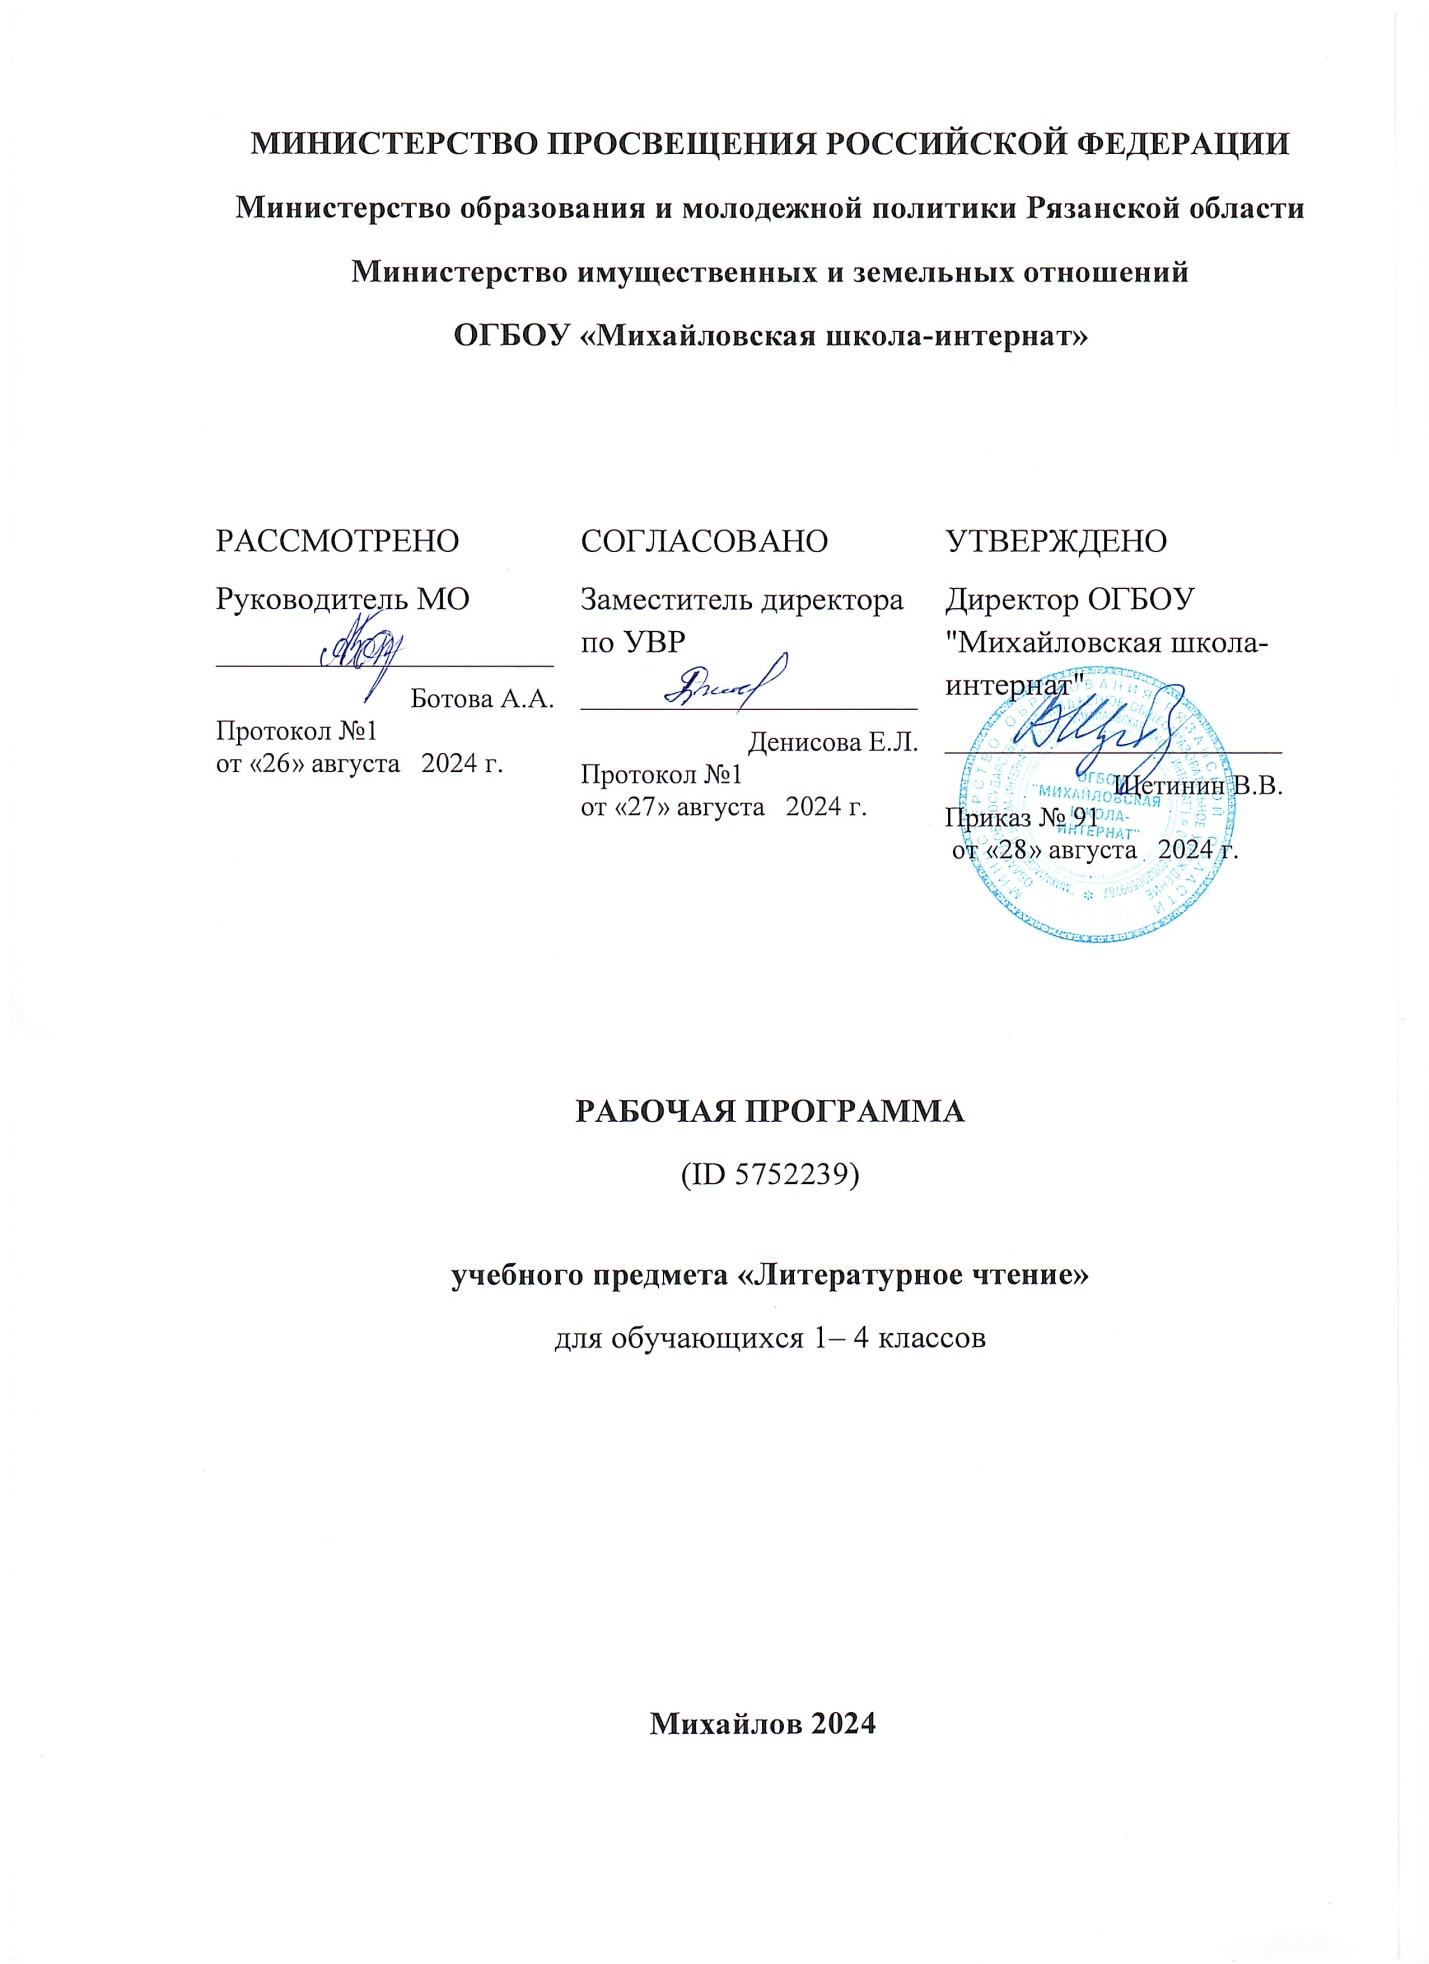 МИНИСТЕРСТВО ПРОСВЕЩЕНИЯ РОССИЙСКОЙ ФЕДЕРАЦИИ
Министерство образования и молодежной политики Рязанской области
Министерство имущественных и земельных отношений
ОГБОУ «Михайловская школа-интернат»
РАССМОТРЕНО
Руководитель МО
Ботова А.А.
Протокол №1
от «26» августа 2024 г.
СОГЛАСОВАНО
Заместитель директора
по УВР
Денисова Е.Л.
Протокол №1
от «27» августа 2024 г.
УТВЕРЖДЕНО
Директор ОГБОУ
"Михайловская школа-
интернат"
Щетинин В.В.
Приказ № 91
от «28» августа 2024 г.
ОГБОУ
"МИХАЙЛОВСКАЯ
ШКОЛА-
ИНТЕРНАТ"
РАБОЧАЯ ПРОГРАММА
(ID 5752239)
учебного предмета «Литературное чтение»
для обучающихся 1– 4 классов
Михайлов 2024